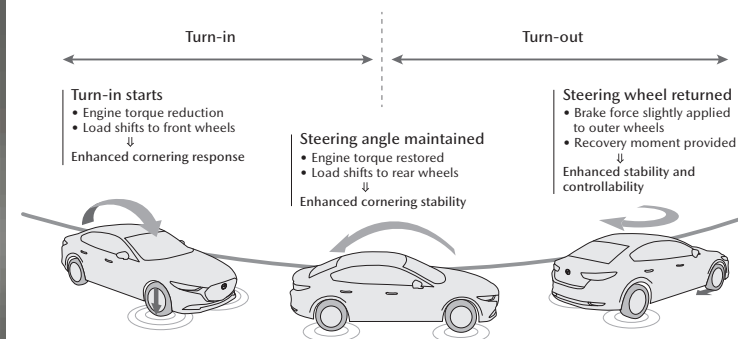 Turn-in
Turn-out
Turn-in starts
• Engine torque reduction
• Load shifts to front wheels
⇓
Enhanced cornering response
Steering angle maintained
• Engine torque restored
• Load shifts to rear wheels
⇓
Enhanced cornering stability
Steering wheel returned
• Brake force slightly applied
to outer wheels
• Recovery moment provided
⇓
Enhanced stability and
controllability